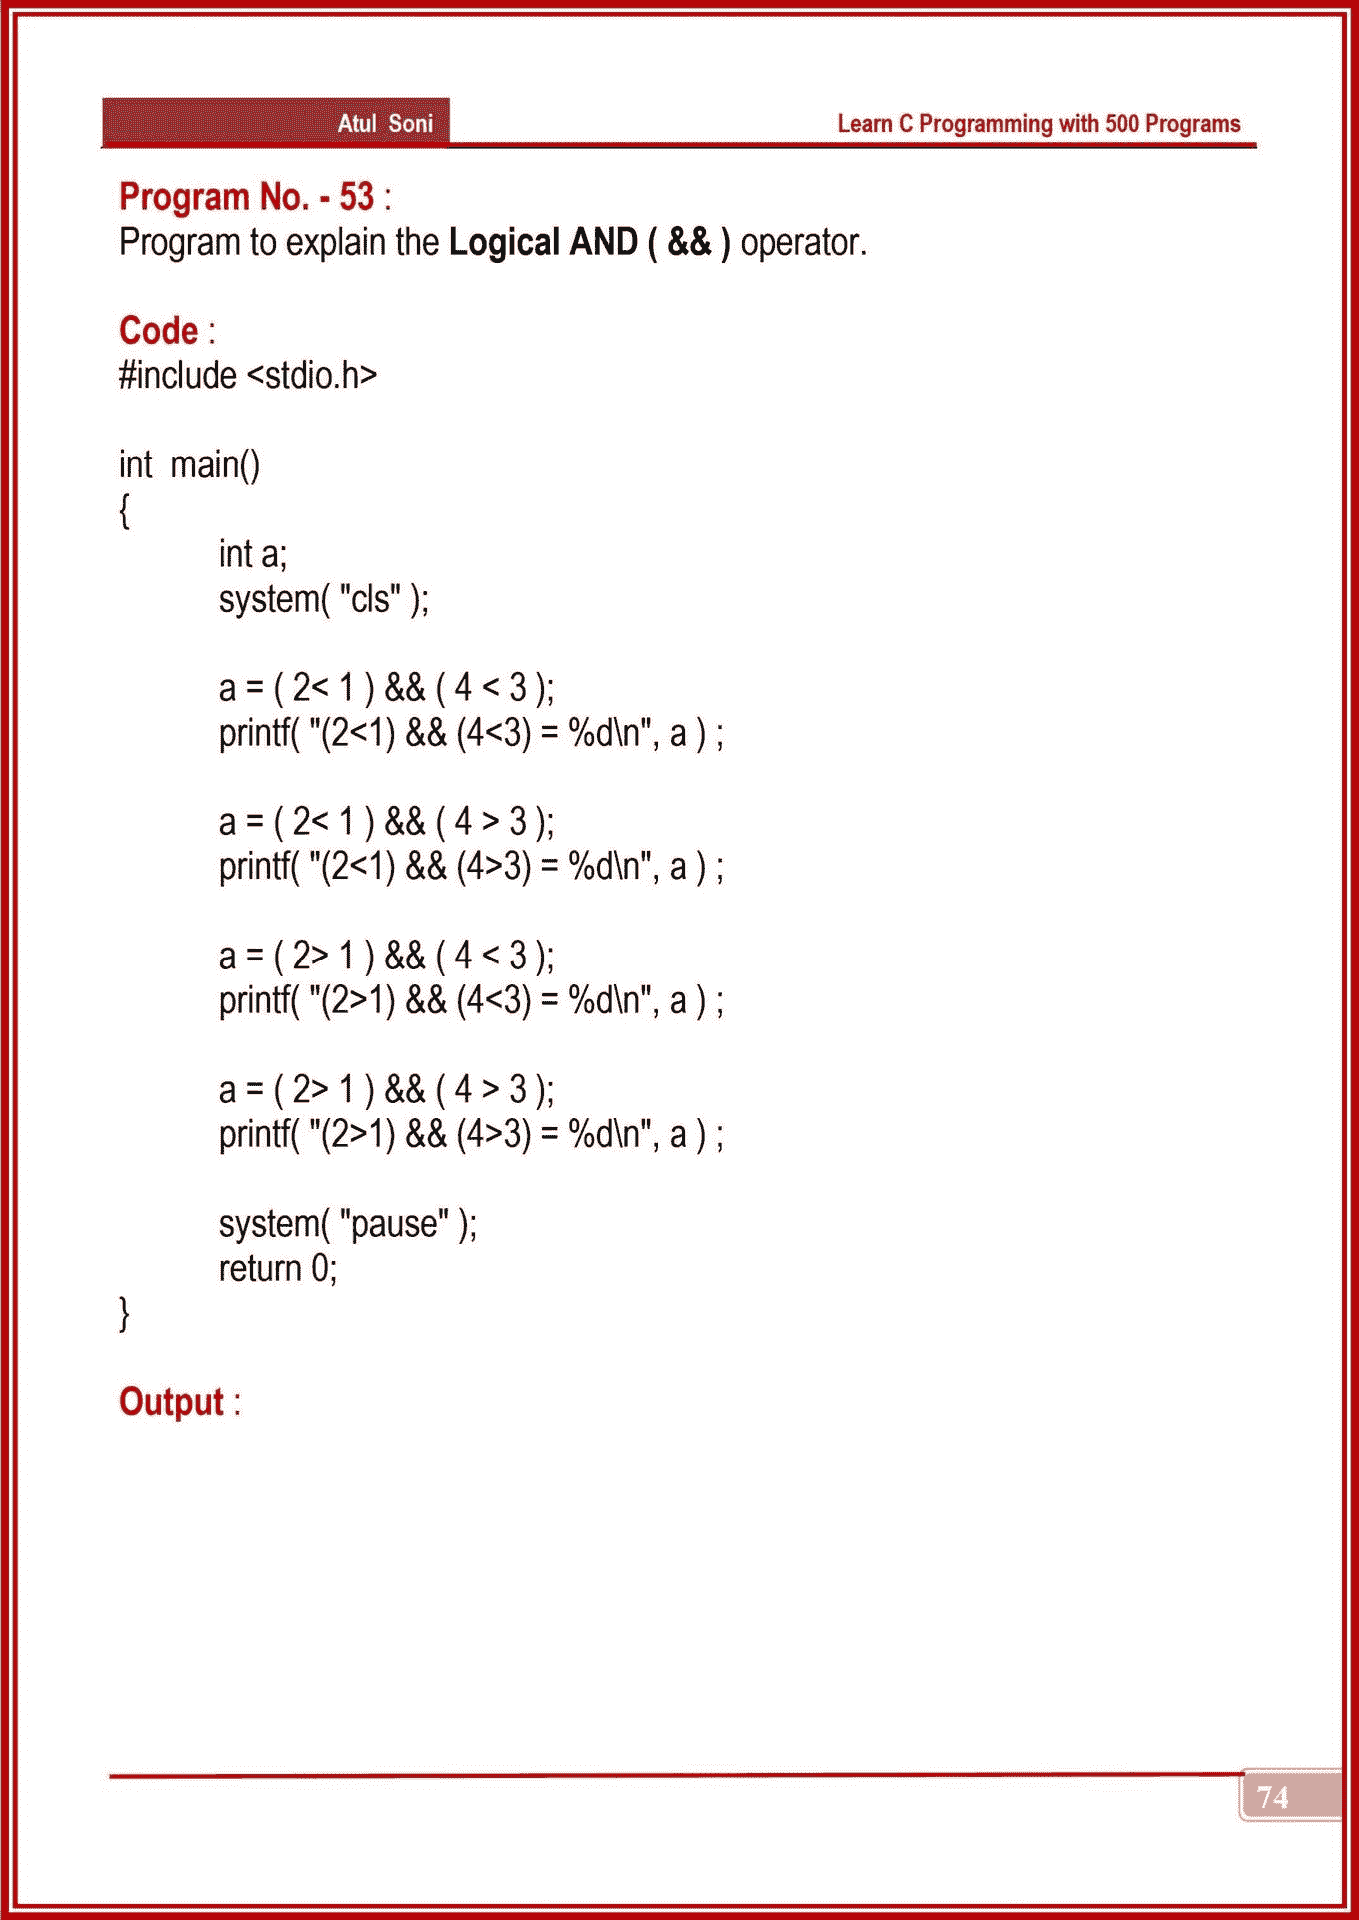 Atul  Soni
Learn C Programming with 500 Programs
Program No. - 53 :
Program to explain the Logical AND ( && ) operator.
Code :
#include <stdio.h>
int  main()
{
int a;
system( "cls" );
a = ( 2< 1 ) && ( 4 < 3 );
printf( "(2<1) && (4<3) = %d\n", a ) ;
a = ( 2< 1 ) && ( 4 > 3 );
printf( "(2<1) && (4>3) = %d\n", a ) ;
a = ( 2> 1 ) && ( 4 < 3 );
printf( "(2>1) && (4<3) = %d\n", a ) ;
a = ( 2> 1 ) && ( 4 > 3 );
printf( "(2>1) && (4>3) = %d\n", a ) ;
system( "pause" );
return 0;
}
Output :
74